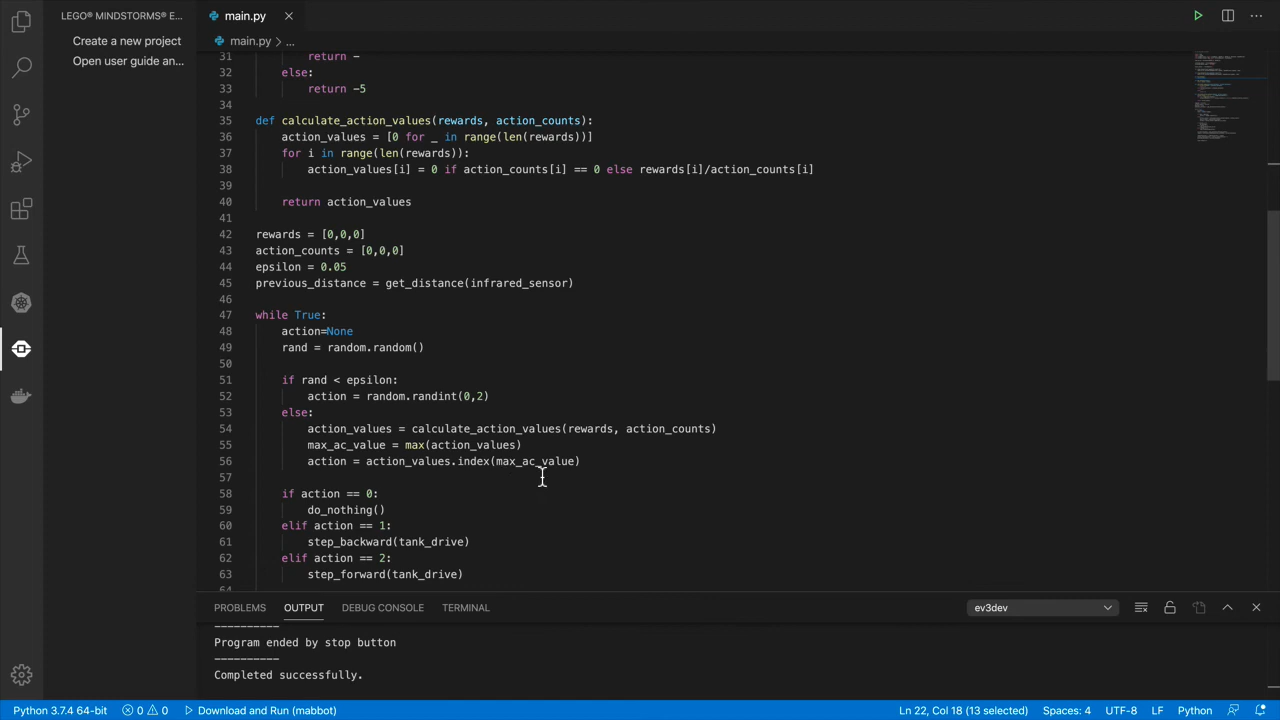 LEGO® MINDSTORMS® E...
Create a new project
Open user guide an...
main.py
main.py > ...
31 return -
32 else:
33 return -5
34
35 def calculate_action_values(rewards, action_counts):
36 action_values = [0 for _ in range(len(rewards))]
37 for i in range(len(rewards)):
38 action_values[i] = 0 if action_counts[i] == 0 else rewards[i]/action_counts[i]
39
40 return action_values
41
42 rewards = [0,0,0]
43 action_counts = [0,0,0]
44 epsilon = 0.05
45 previous_distance = get_distance(infrared_sensor)
46
47 while True:
48 action=None
49 rand = random.random()
50
51 if rand < epsilon:
52 action = random.randint(0,2)
53 else:
54 action_values = calculate_action_values(rewards, action_counts)
55 max_ac_value = max(action_values)
56 action = action_values.index(max_ac_value)
57
58 if action == 0:
59 do_nothing()
60 elif action == 1:
61 step_backward(tank_drive)
62 elif action == 2:
63 step_forward(tank_drive)
64
PROBLEMS OUTPUT DEBUG CONSOLE TERMINAL ev3dev
----------
Program ended by stop button
----------
Completed successfully.
Python 3.7.4 64-bit 0 0 Download and Run (mabbot) Ln 22, Col 18 (13 selected) Spaces: 4 UTF-8 LF Python